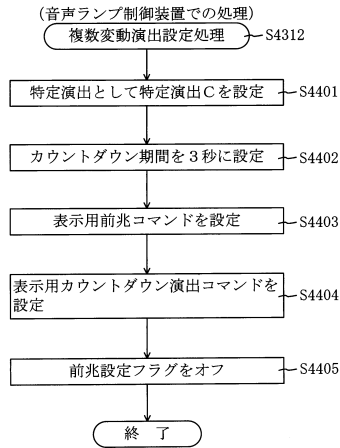 (音声ランプ制御装置での処理)
複数変動演出設定処理 S4312
特定演出として特定演出Cを設定 S4401
カウントダウン期間を3秒に設定 S4402
表示用前兆コマンドを設定 S4403
表示用カウントダウン演出コマンドを
設定 S4404
前兆設定フラグをオフ S4405
終 了